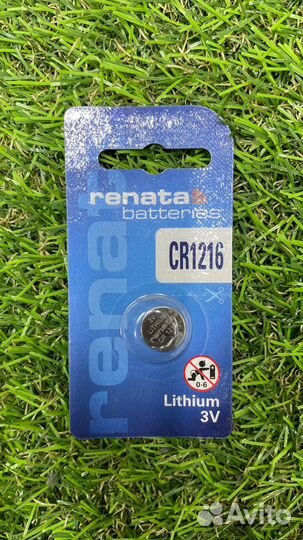 renata
batteries
CR1216
renata
0-6
Lithium
3V
Avito